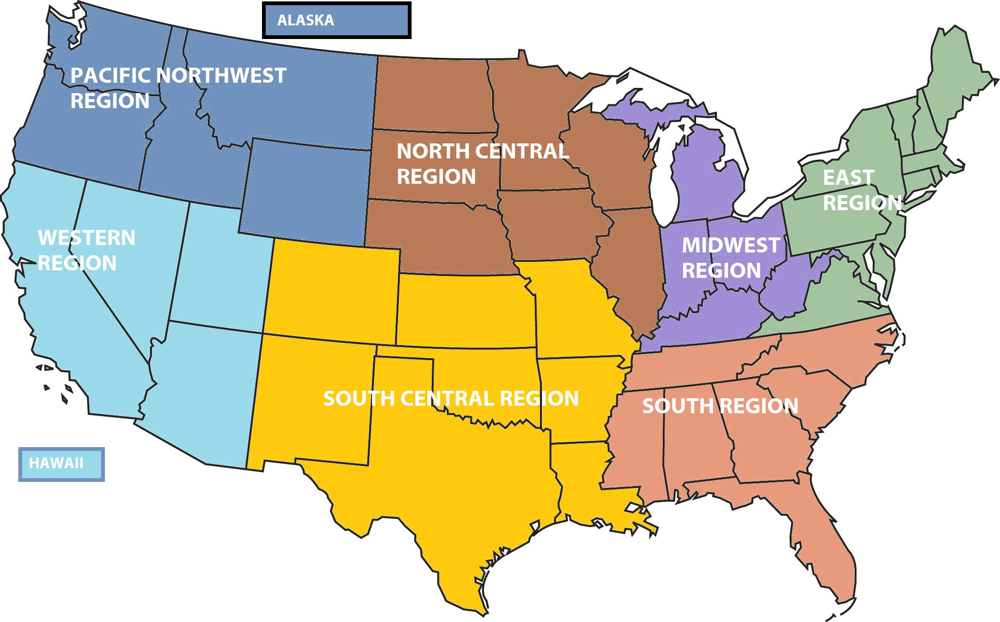 ALASKA
PACIFIC NORTHWEST
REGION
NORTH CENTRAL
REGION
EAST
REGION
WESTERN
REGION
MIDWEST
REGION
SOUTH CENTRAL REGION
SOUTH REGION
HAWAII